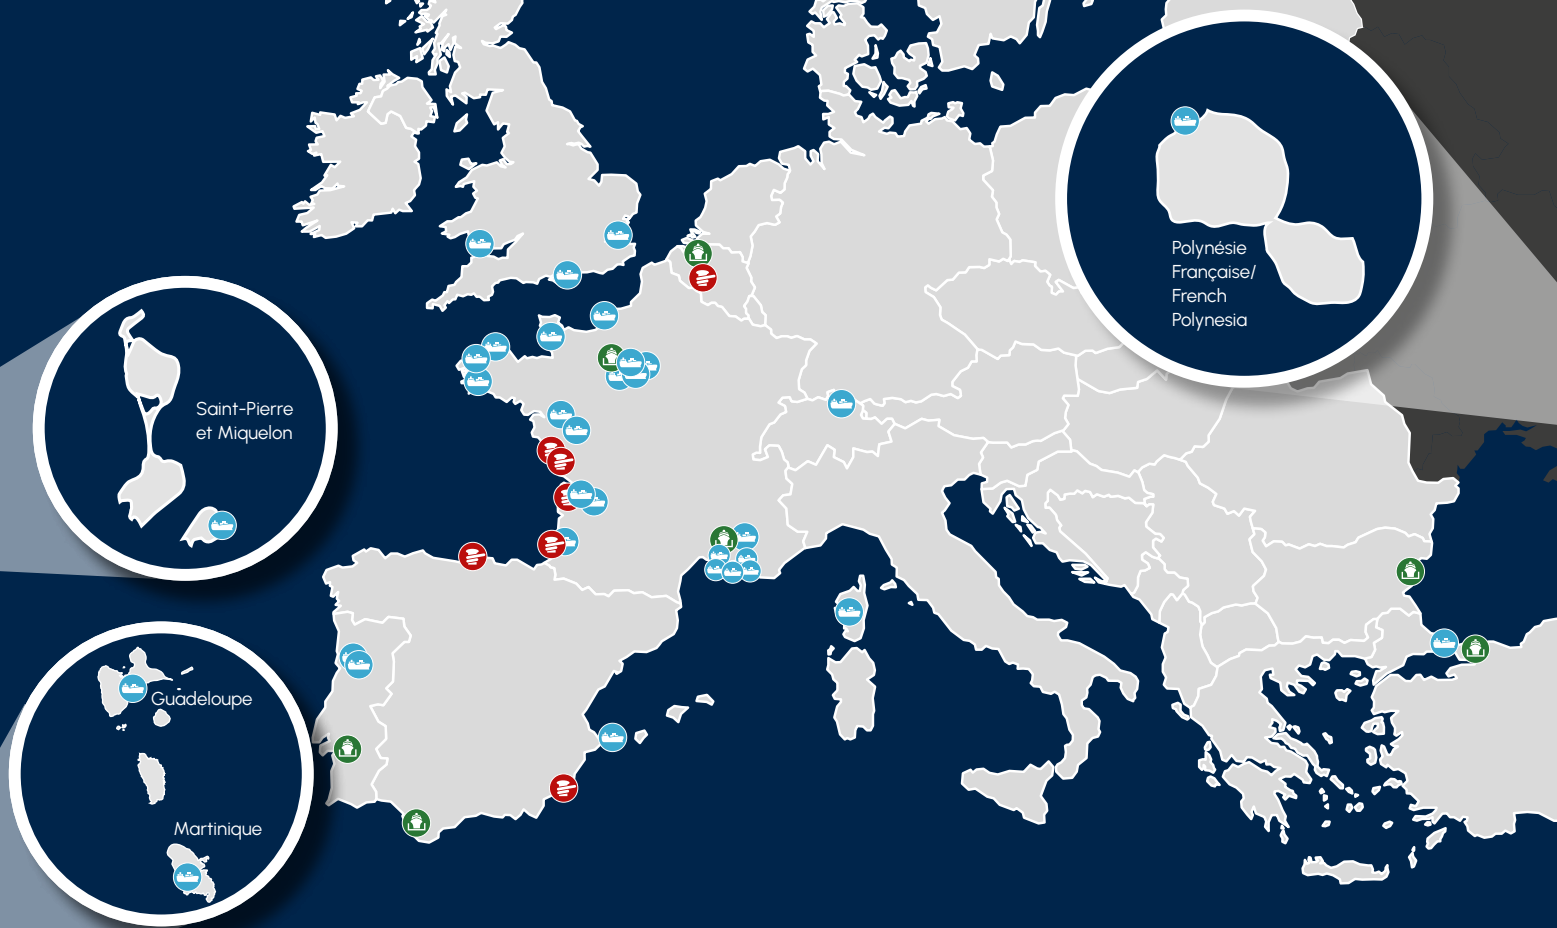 Polynésie
Française/
French
Polynesia
Saint-Pierre
et Miquelon
Guadeloupe
Martinique